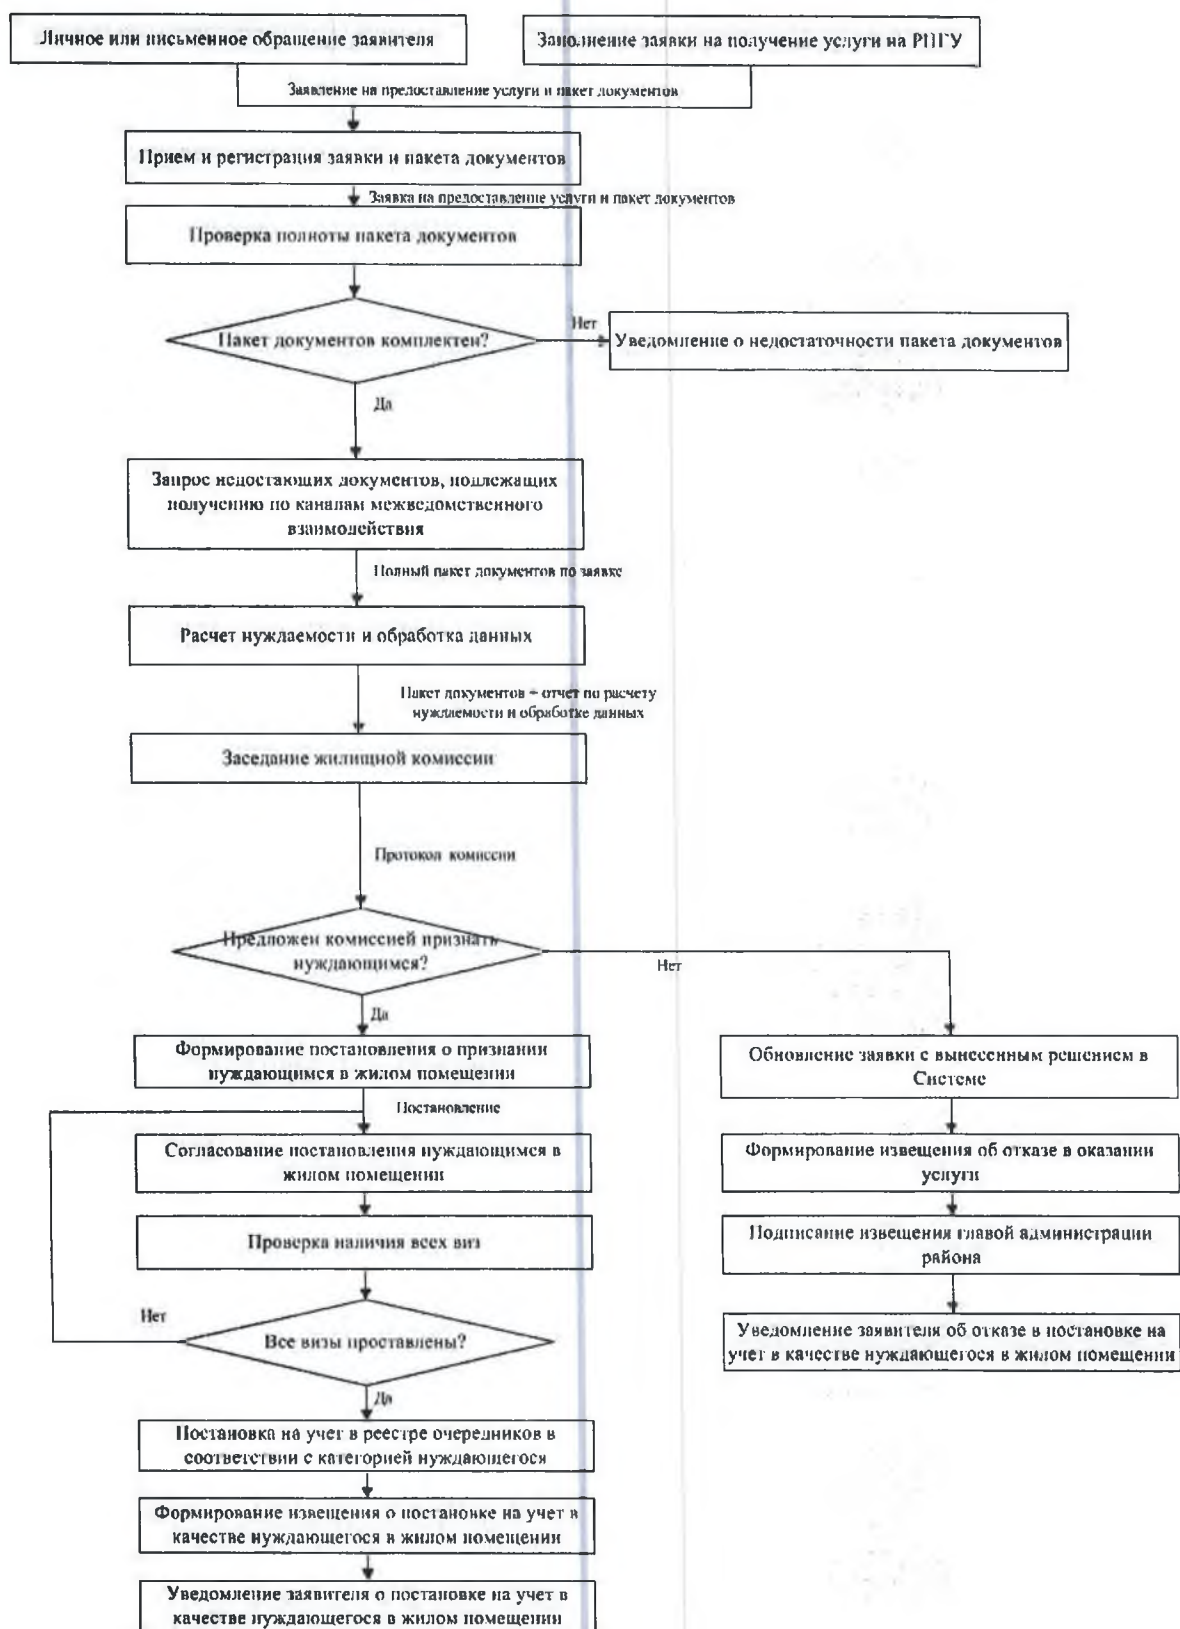 Личное или письменное обращение заявителя
Заполнение заявки на получение услуги на РПГУ
Заявление на предоставление услуги и пакет документов
Прием и регистрация заявки и пакета документов
Заявка на предоставление услуги и пакет документов
Проверка полноты пакета документов
Пакет документов комплектен?
Нет
Уведомление о недостаточности пакета документов
Да
Запрос недостающих документов, подлежащих
получению по каналам межведомственного
взаимодействия
Полный пакет документов по заявке
Расчет нуждаемости и обработка данных
Пакет документов + отчет по расчету
нуждаемости и обработке данных
Заседание жилищной комиссии
Протокол комиссии
Предложен комиссией признать
нуждающимся?
Нет
Да
Формирование постановления о признании
нуждающимся в жилом помещении
Обновление заявки с вынесенным решением в
Системе
Постановление
Согласование постановления нуждающимся в
жилом помещении
Формирование извещения об отказе в оказании
услуги
Проверка наличия всех виз
Подписание извещения главой администрации
района
Нет
Все визы проставлены?
Уведомление заявителя об отказе в постановке на
учет в качестве нуждающегося в жилом помещении
Да
Постановка на учет в реестре очередников в
соответствии с категорией нуждающегося
Формирование извещения о постановке на учет в
качестве нуждающегося в жилом помещении
Уведомление заявителя о постановке на учет в
качестве нуждающегося в жилом помещении